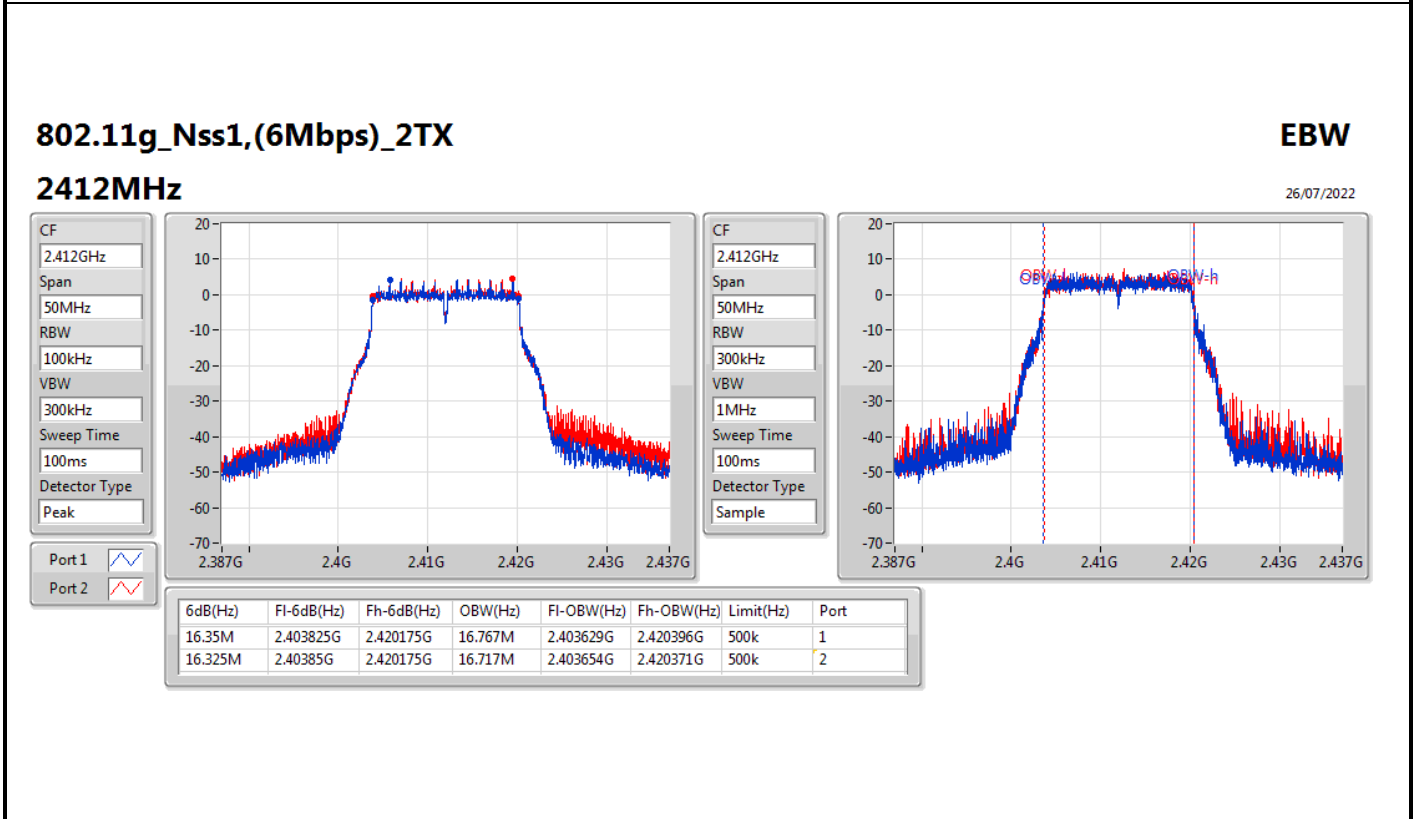 802.11g_Nss1,(6Mbps)_2TX
EBW
2412MHz
26/07/2022
CF
2.412GHz
Span
50MHz
RBW
100kHz
VBW
300kHz
Sweep Time
100ms
Detector Type
Peak
Port 1
Port 2
20
10
0
-10
-20
-30
-40
-50
-60
-70
2.387G 2.4G 2.41G 2.42G 2.43G 2.437G
CF
2.412GHz
Span
50MHz
RBW
300kHz
VBW
1MHz
Sweep Time
100ms
Detector Type
Sample
20
10
0
-10
-20
-30
-40
-50
-60
-70
OBW-h
2.387G 2.4G 2.41G 2.42G 2.43G 2.437G
6dB(Hz) Fl-6dB(Hz) Fh-6dB(Hz) OBW(Hz) Fl-OBW(Hz) Fh-OBW(Hz) Limit(Hz) Port
16.35M 2.403825G 2.420175G 16.767M 2.403629G 2.420396G 500k 1
16.325M 2.40385G 2.420175G 16.717M 2.403654G 2.420371G 500k 2